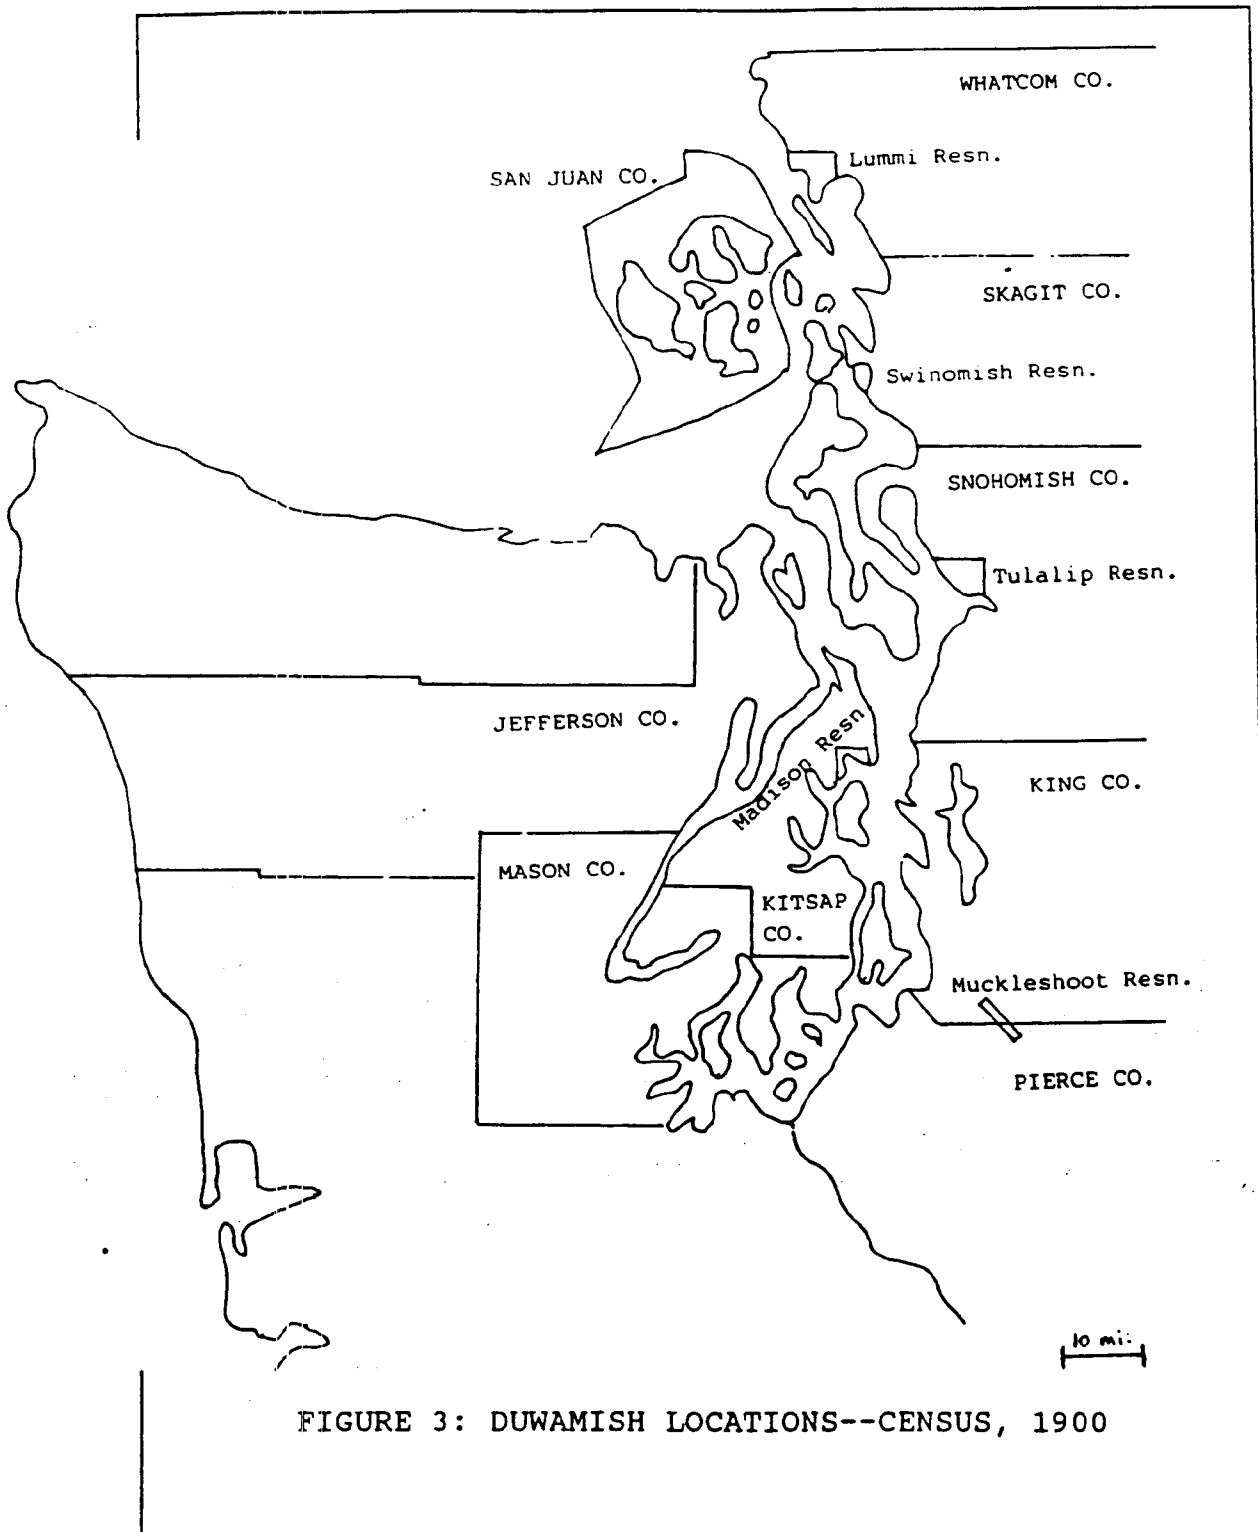 WHATCOM CO.
Lummi Resn.
SAN JUAN CO.
SKAGIT CO.
Swinomish Resn.
SNOHOMISH CO.
Tulalip Resn.
JEFFERSON CO.
Madison Resn
KING CO.
MASON CO.
KITSAP
CO.
Muckleshoot Resn.
PIERCE CO.
10 mi.
FIGURE 3: DUWAMISH LOCATIONS--CENSUS, 1900